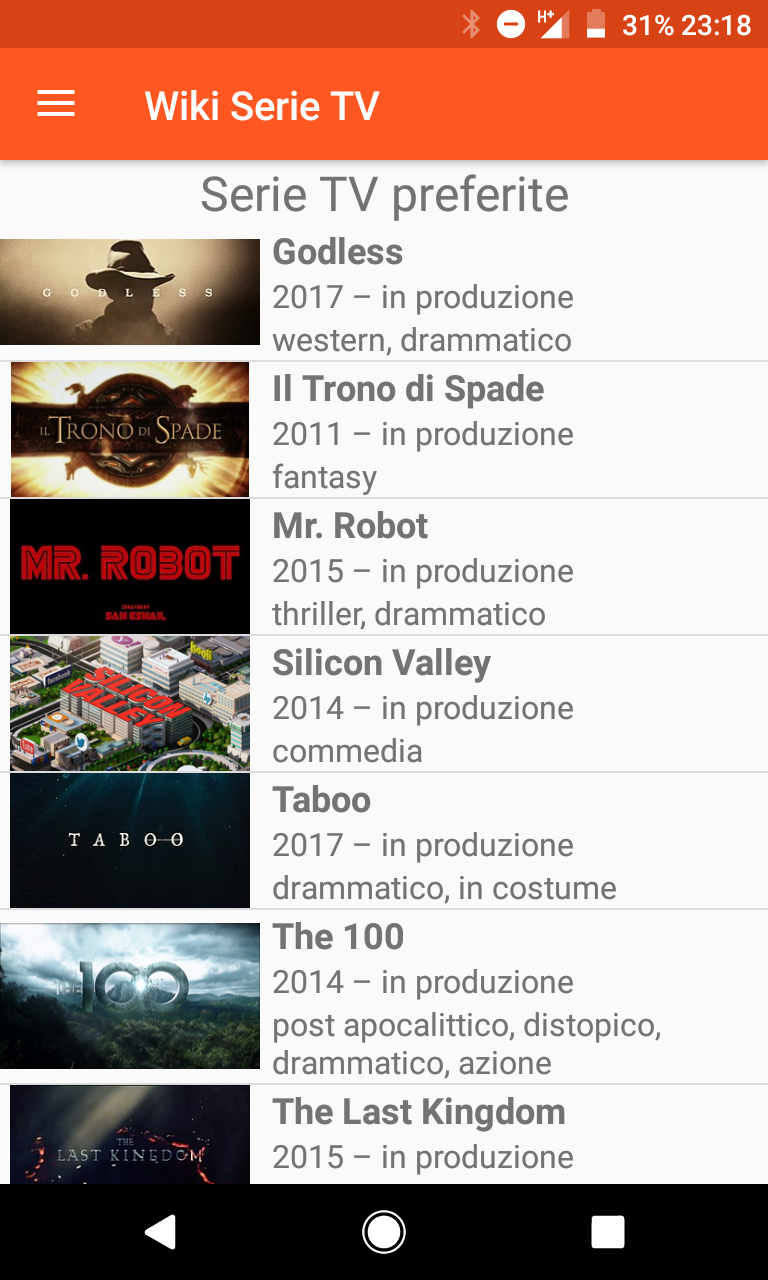 H+ 31% 23:18
Wiki Serie TV
Serie TV preferite
GODLESS
Godless
2017 – in produzione
western, drammatico
IL TRONO DI SPADE
Il Trono di Spade
2011 – in produzione
fantasy
MR. ROBOT
CREATED BY
SAM ESMAIL
Mr. Robot
2015 – in produzione
thriller, drammatico
hooli
facebook
SILICON
VALLEY
Silicon Valley
2014 – in produzione
commedia
TABOO
Taboo
2017 – in produzione
drammatico, in costume
THE 100
The 100
2014 – in produzione
post apocalittico, distopico,
drammatico, azione
THE
LAST KINGDOM
The Last Kingdom
2015 – in produzione